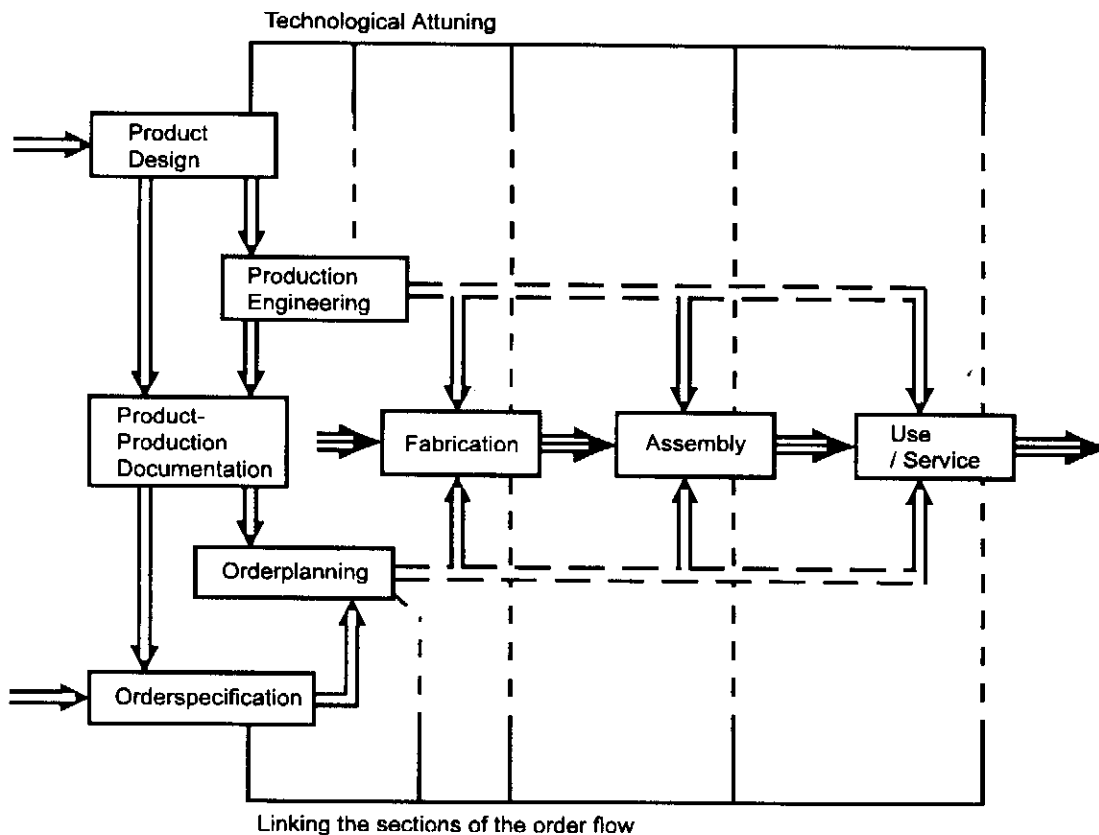 Technological Attuning
Product
Design
Production
Engineering
Product-
Production
Documentation
Fabrication
Assembly
Use
/ Service
Orderplanning
Orderspecification
Linking the sections of the order flow